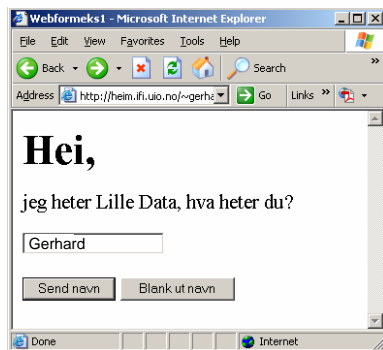 Webformeks1 - Microsoft Internet Explorer
File Edit View Favorites Tools Help
Back Search »
Address http://heim.ifi.uio.no/~gerha Go Links »
Hei,
jeg heter Lille Data, hva heter du?
Gerhard
Send navn Blank ut navn
Done Internet